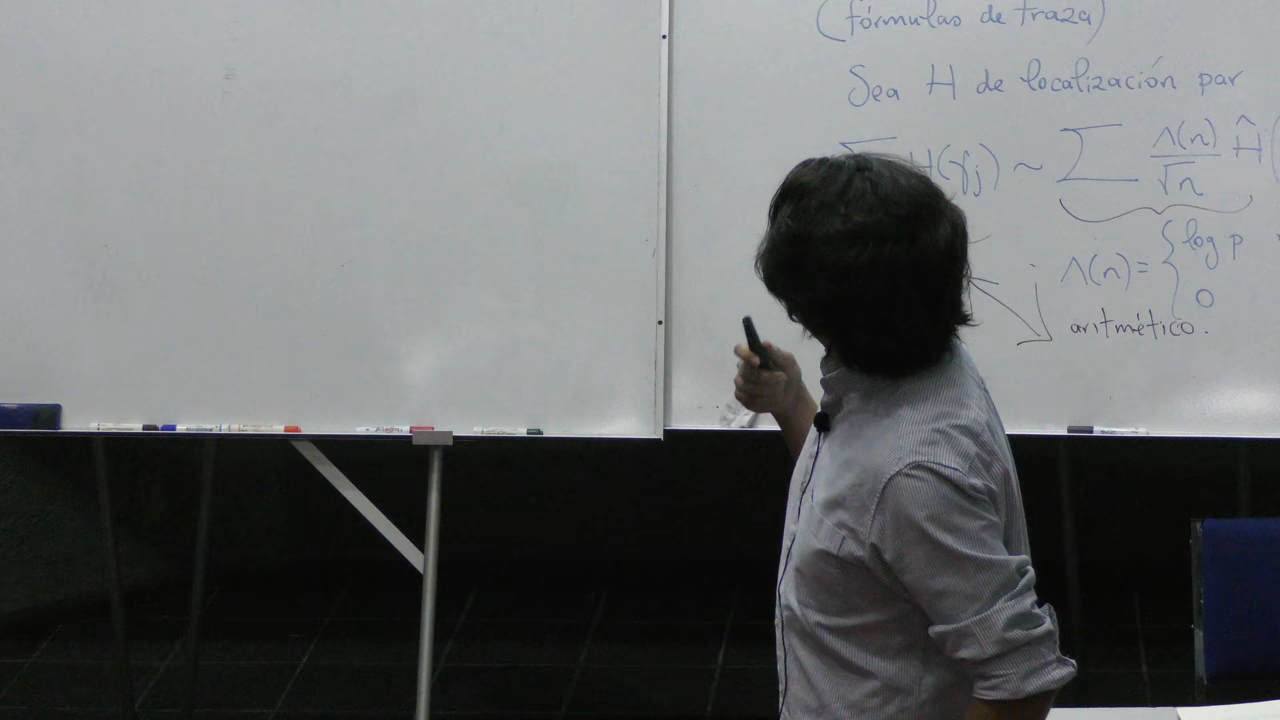 (fórmulas de traza)
Sea H de localización par
∑ H(γj) ~ ∑ Λ(n)/√n Ĥ(
Λ(n) = { log p
0
aritmético.